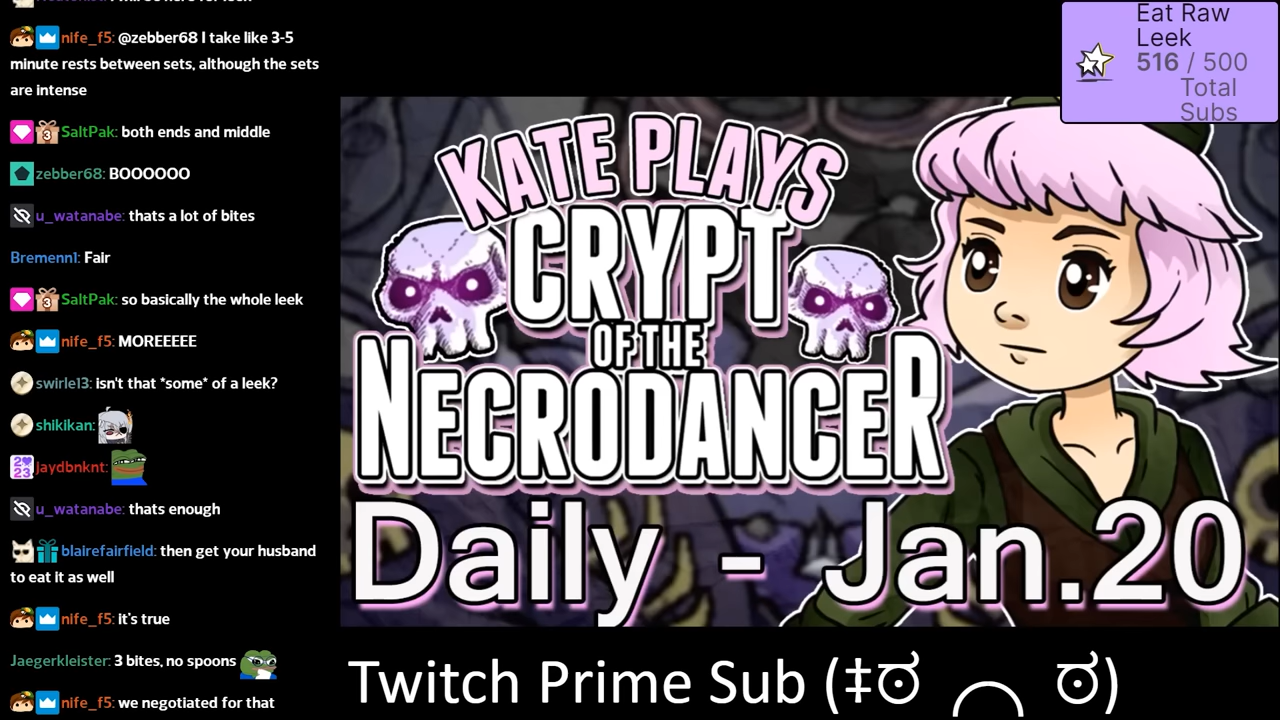 nife_f5: @zebber68 I take like 3-5
minute rests between sets, although the sets
are intense
SaltPak: both ends and middle
zebber68: BOOOOOO
u_watanabe: thats a lot of bites
Bremenn1: Fair
SaltPak: so basically the whole leek
nife_f5: MOREEEEE
swirle13: isn't that *some* of a leek?
shikikan:
Jaydbnknt:
u_watanabe: thats enough
blairefairfield: then get your husband
to eat it as well
nife_f5: it's true
Jaegerkleister: 3 bites, no spoons
nife_f5: we negotiated for that
Eat Raw
Leek
516 / 500
Total
Subs
KATE PLAYS
CRYPT
OF THE
NECRODANCER
Daily - Jan.20
Twitch Prime Sub (‡ಠ ⁔ ಠ)